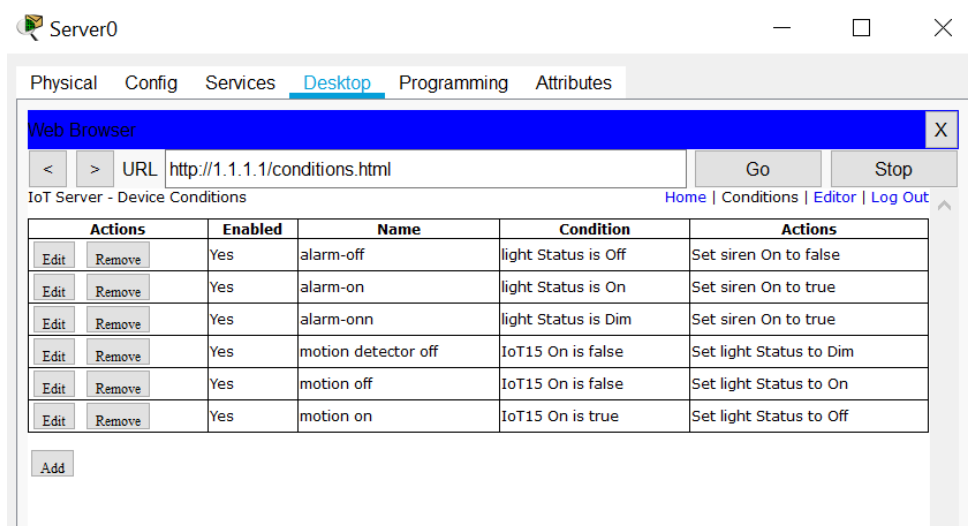 Server0
Physical Config Services Desktop Programming Attributes
Web Browser X
< > URL http://1.1.1.1/conditions.html Go Stop
IoT Server - Device Conditions Home | Conditions | Editor | Log Out
Actions Enabled Name Condition Actions
Edit Remove Yes alarm-off light Status is Off Set siren On to false
Edit Remove Yes alarm-on light Status is On Set siren On to true
Edit Remove Yes alarm-onn light Status is Dim Set siren On to true
Edit Remove Yes motion detector off IoT15 On is false Set light Status to Dim
Edit Remove Yes motion off IoT15 On is false Set light Status to On
Edit Remove Yes motion on IoT15 On is true Set light Status to Off
Add